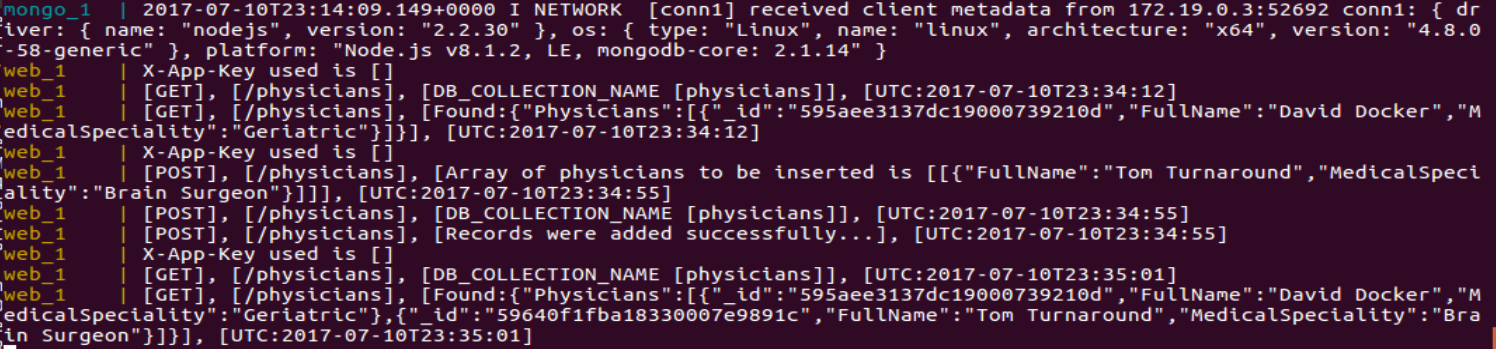 mongo_1  | 2017-07-10T23:14:09.149+0000 I NETWORK  [conn1] received client metadata from 172.19.0.3:52692 conn1: { dr
iver: { name: "nodejs", version: "2.2.30" }, os: { type: "Linux", name: "linux", architecture: "x64", version: "4.8.0
-58-generic" }, platform: "Node.js v8.1.2, LE, mongodb-core: 2.1.14" }
web_1    | X-App-Key used is []
web_1    | [GET], [/physicians], [DB_COLLECTION_NAME [physicians]], [UTC:2017-07-10T23:34:12]
web_1    | [GET], [/physicians], [Found:{"Physicians":[{"_id":"595aee3137dc19000739210d","FullName":"David Docker","M
edicalSpeciality":"Geriatric"}]}], [UTC:2017-07-10T23:34:12]
web_1    | X-App-Key used is []
web_1    | [POST], [/physicians], [Array of physicians to be inserted is [[{"FullName":"Tom Turnaround","MedicalSpeci
ality":"Brain Surgeon"}]]], [UTC:2017-07-10T23:34:55]
web_1    | [POST], [/physicians], [DB_COLLECTION_NAME [physicians]], [UTC:2017-07-10T23:34:55]
web_1    | [POST], [/physicians], [Records were added successfully...], [UTC:2017-07-10T23:34:55]
web_1    | X-App-Key used is []
web_1    | [GET], [/physicians], [DB_COLLECTION_NAME [physicians]], [UTC:2017-07-10T23:35:01]
web_1    | [GET], [/physicians], [Found:{"Physicians":[{"_id":"595aee3137dc19000739210d","FullName":"David Docker","M
edicalSpeciality":"Geriatric"},{"_id":"59640f1fba18330007e9891c","FullName":"Tom Turnaround","MedicalSpeciality":"Bra
in Surgeon"}]}], [UTC:2017-07-10T23:35:01]